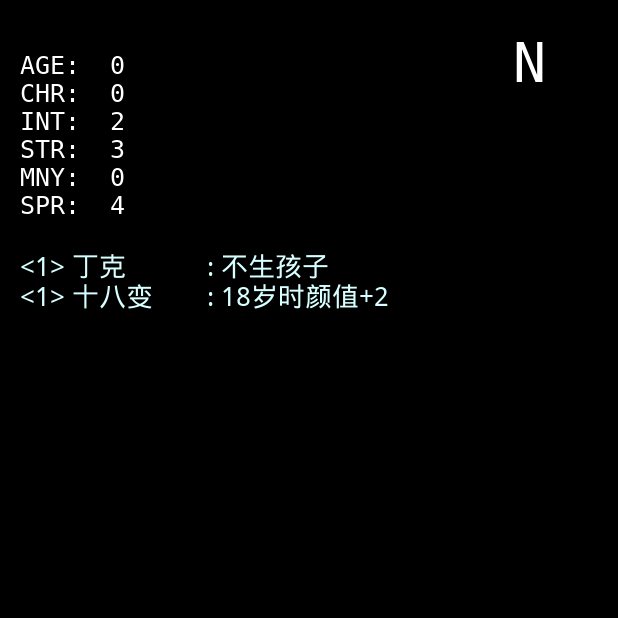 N
AGE: 0
CHR: 0
INT: 2
STR: 3
MNY: 0
SPR: 4
<1> 丁克 : 不生孩子
<1> 十八变 : 18岁时颜值+2